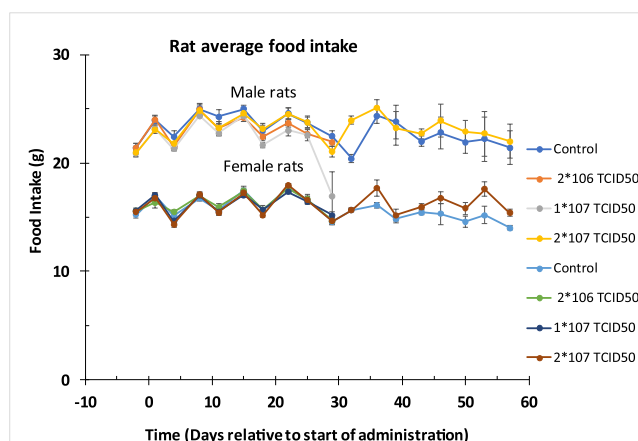 Rat average food intake
30
20
10
0
Food Intake (g)
Male rats
Female rats
-10
0
10
20
30
40
50
60
Time (Days relative to start of administration)
Control
2*106 TCID50
1*107 TCID50
2*107 TCID50
Control
2*106 TCID50
1*107 TCID50
2*107 TCID50